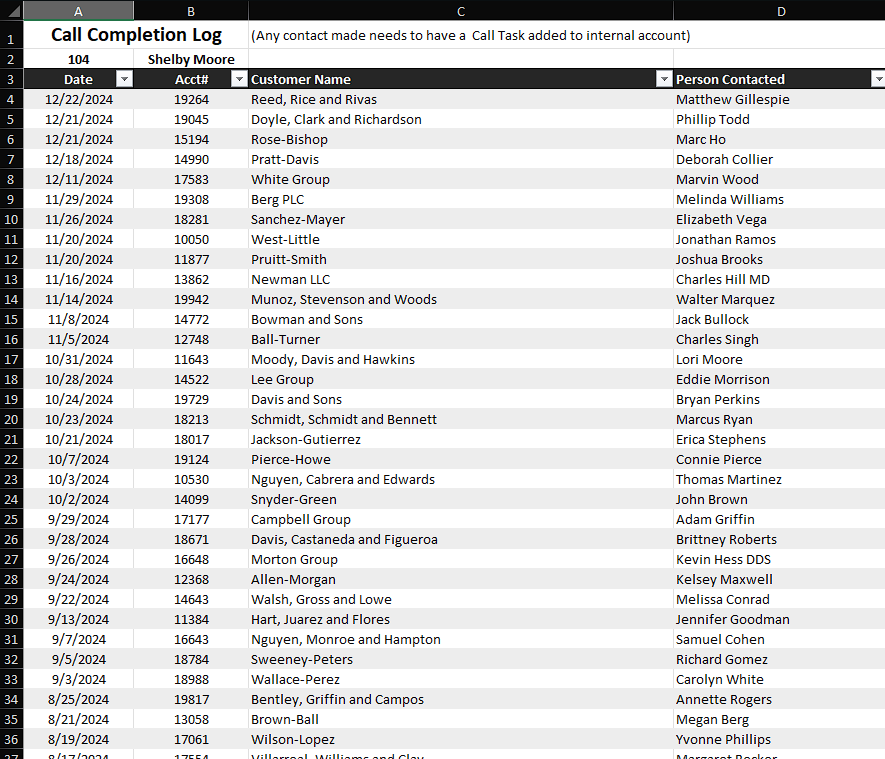 A B C D
1 Call Completion Log (Any contact made needs to have a Call Task added to internal account)
2 104 Shelby Moore
3 Date Acct# Customer Name Person Contacted
4 12/22/2024 19264 Reed, Rice and Rivas Matthew Gillespie
5 12/21/2024 19045 Doyle, Clark and Richardson Phillip Todd
6 12/21/2024 15194 Rose-Bishop Marc Ho
7 12/18/2024 14990 Pratt-Davis Deborah Collier
8 12/11/2024 17583 White Group Marvin Wood
9 11/29/2024 19308 Berg PLC Melinda Williams
10 11/26/2024 18281 Sanchez-Mayer Elizabeth Vega
11 11/20/2024 10050 West-Little Jonathan Ramos
12 11/20/2024 11877 Pruitt-Smith Joshua Brooks
13 11/16/2024 13862 Newman LLC Charles Hill MD
14 11/14/2024 19942 Munoz, Stevenson and Woods Walter Marquez
15 11/8/2024 14772 Bowman and Sons Jack Bullock
16 11/5/2024 12748 Ball-Turner Charles Singh
17 10/31/2024 11643 Moody, Davis and Hawkins Lori Moore
18 10/28/2024 14522 Lee Group Eddie Morrison
19 10/24/2024 19729 Davis and Sons Bryan Perkins
20 10/23/2024 18213 Schmidt, Schmidt and Bennett Marcus Ryan
21 10/21/2024 18017 Jackson-Gutierrez Erica Stephens
22 10/7/2024 19124 Pierce-Howe Connie Pierce
23 10/3/2024 10530 Nguyen, Cabrera and Edwards Thomas Martinez
24 10/2/2024 14099 Snyder-Green John Brown
25 9/29/2024 17177 Campbell Group Adam Griffin
26 9/28/2024 18671 Davis, Castaneda and Figueroa Brittney Roberts
27 9/26/2024 16648 Morton Group Kevin Hess DDS
28 9/24/2024 12368 Allen-Morgan Kelsey Maxwell
29 9/22/2024 14643 Walsh, Gross and Lowe Melissa Conrad
30 9/13/2024 11384 Hart, Juarez and Flores Jennifer Goodman
31 9/7/2024 16643 Nguyen, Monroe and Hampton Samuel Cohen
32 9/5/2024 18784 Sweeney-Peters Richard Gomez
33 9/3/2024 18988 Wallace-Perez Carolyn White
34 8/25/2024 19817 Bentley, Griffin and Campos Annette Rogers
35 8/21/2024 13058 Brown-Ball Megan Berg
36 8/19/2024 17061 Wilson-Lopez Yvonne Phillips
37 8/17/2024 17554 Villarreal, Williams and Clay Margaret